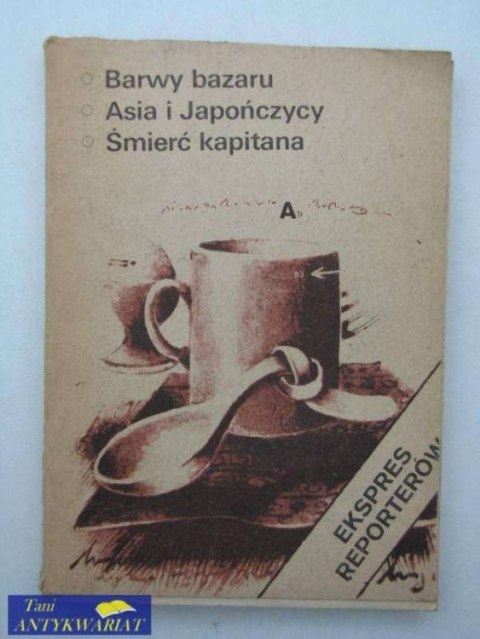 Barwy bazaru
Asia i Japończycy
Śmierć kapitana
A
EKSPRES
REPORTERÓW
Tani
ANTYKWARIAT